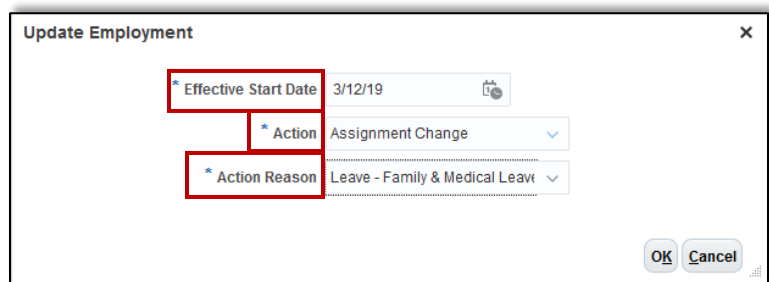 Update Employment ×
* Effective Start Date 3/12/19
* Action Assignment Change
* Action Reason Leave - Family & Medical Leave
OK Cancel